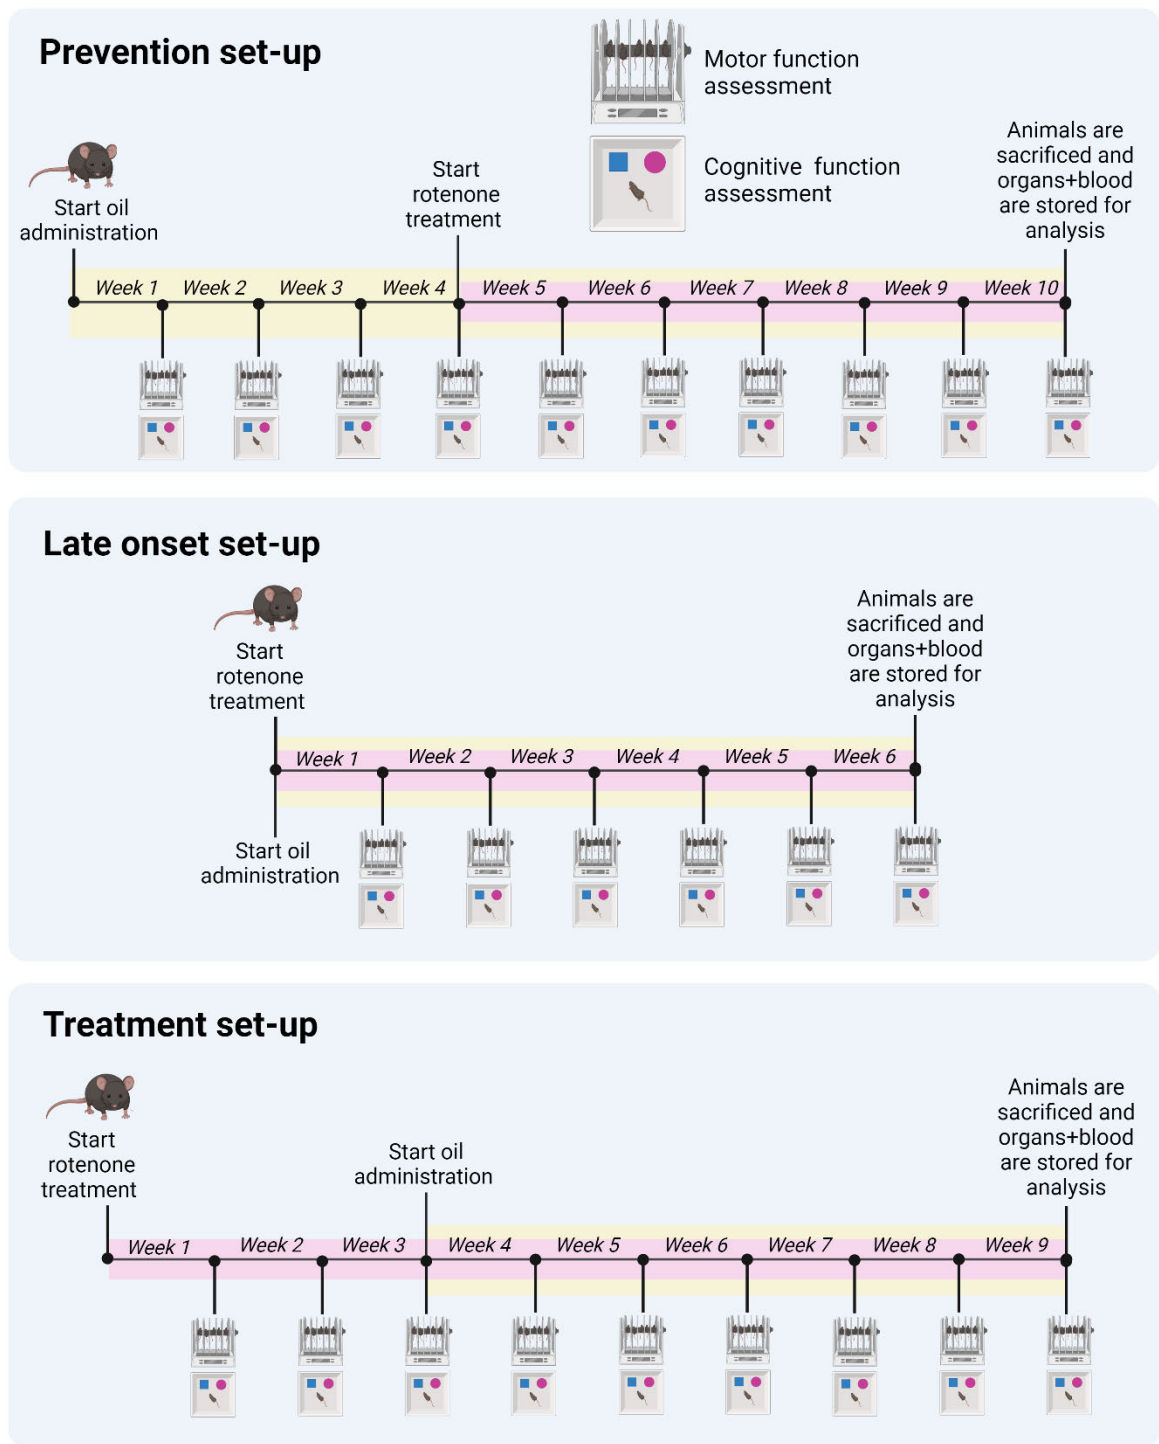 Prevention set-up
Motor function
assessment
Cognitive function
assessment
Start oil
administration
Start
rotenone
treatment
Animals are
sacrificed and
organs+blood
are stored for
analysis
Week 1 Week 2 Week 3 Week 4 Week 5 Week 6 Week 7 Week 8 Week 9 Week 10
Late onset set-up
Start
rotenone
treatment
Animals are
sacrificed and
organs+blood
are stored for
analysis
Week 1 Week 2 Week 3 Week 4 Week 5 Week 6
Start oil
administration
Treatment set-up
Start
rotenone
treatment
Start oil
administration
Animals are
sacrificed and
organs+blood
are stored for
analysis
Week 1 Week 2 Week 3 Week 4 Week 5 Week 6 Week 7 Week 8 Week 9